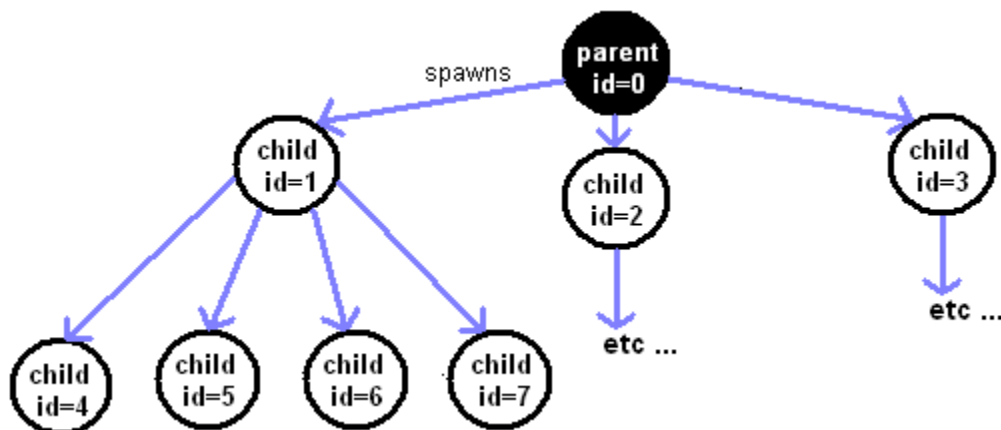 parent
id=0
spawns
child
id=1
child
id=2
child
id=3
etc ...
etc ...
child
id=4
child
id=5
child
id=6
child
id=7